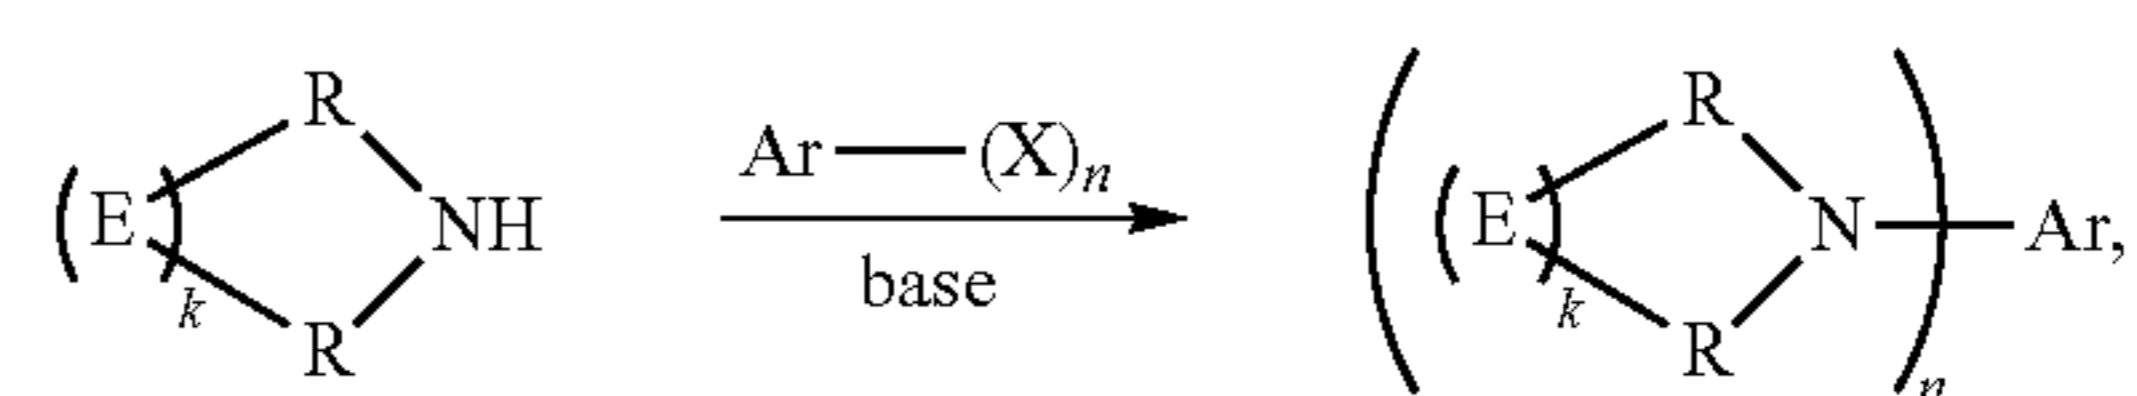 R R
Ar—(X)n
(E)k NH ((E)k N—Ar,
base
R R
)n